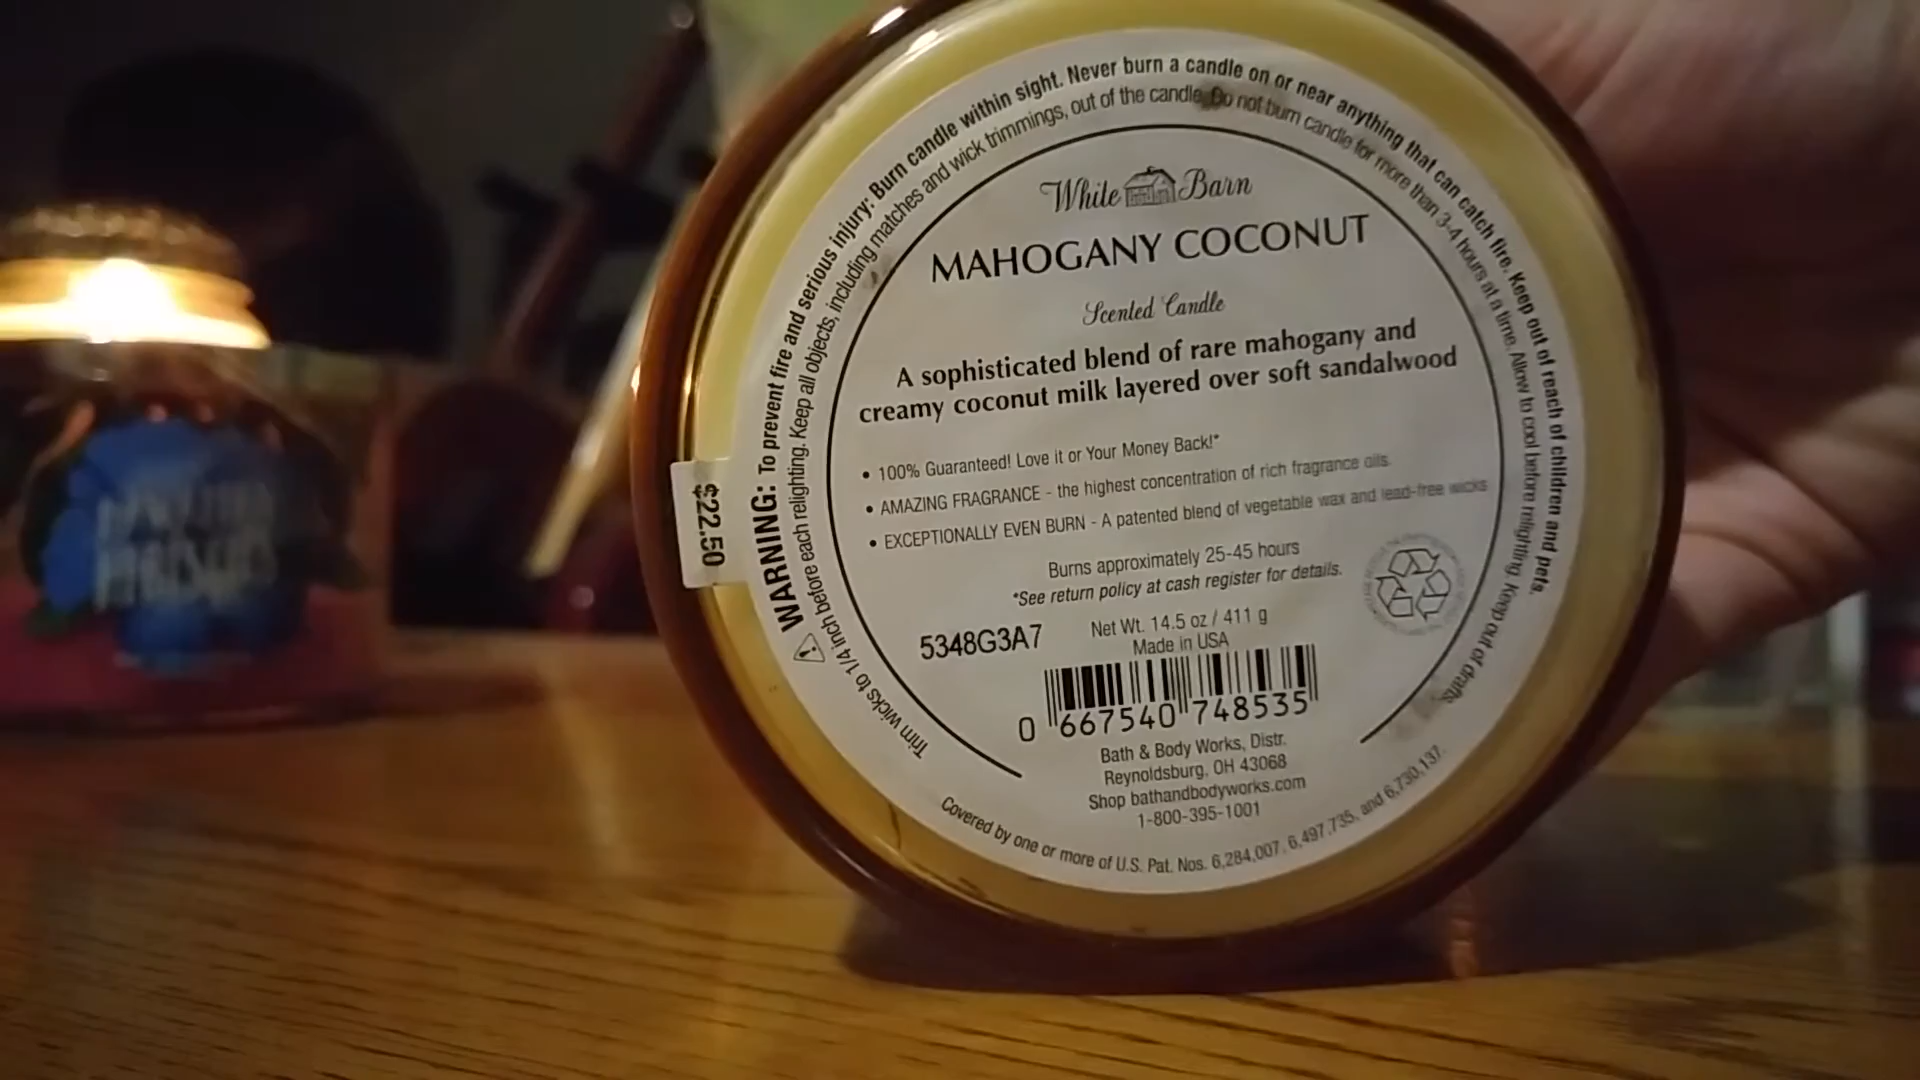 White Barn
MAHOGANY COCONUT
Scented Candle
A sophisticated blend of rare mahogany and
creamy coconut milk layered over soft sandalwood
• 100% Guaranteed! Love it or Your Money Back!*
• AMAZING FRAGRANCE - the highest concentration of rich fragrance oils
• EXCEPTIONALLY EVEN BURN - A patented blend of vegetable wax and lead-free wicks
Burns approximately 25-45 hours
*See return policy at cash register for details.
5348G3A7
Net Wt. 14.5 oz / 411 g
Made in USA
0 667540 748535
Bath & Body Works, Distr.
Reynoldsburg, OH 43068
Shop bathandbodyworks.com
1-800-395-1001
WARNING: To prevent fire and serious injury: Burn candle within sight. Never burn a candle on or near anything that can catch fire. Keep out of reach of children and pets.
Trim wicks to 1/4 inch before each relighting. Keep all objects, including matches and wick trimmings, out of the candle. Do not burn candle for more than 3-4 hours at a time. Allow to cool before relighting. Keep out of drafts.
Covered by one or more of U.S. Pat. Nos. 6,284,007, 6,497,735, and 6,730,137.
$22.50